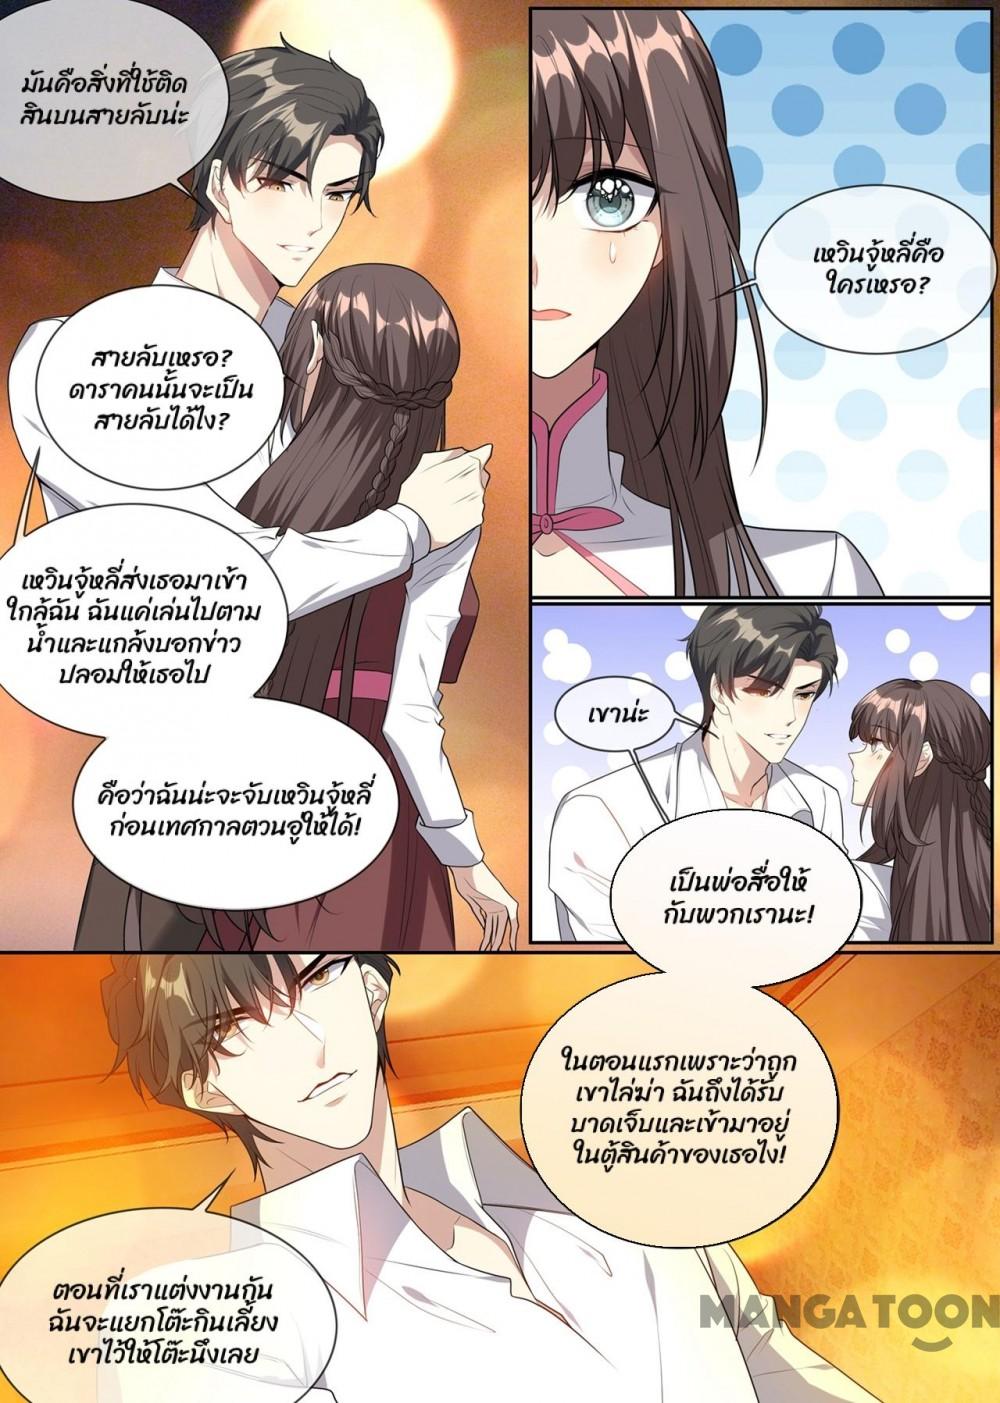 มันคือสิ่งที่ใช้ติด
สินบนสายลับน่ะ
สายลับเหรอ?
ดาราคนนั้นจะเป็น
สายลับได้ไง?
เหวินจู้หลี่ส่งเธอมาเข้า
ใกล้ฉัน ฉันแค่เล่นไปตาม
น้ำและแกล้งบอกข่าว
ปลอมให้เธอไป
คือว่าฉันน่ะจะจับเหวินจู้หลี่
ก่อนเทศกาลตวนอูให้ได้!
เหวินจู้หลี่คือ
ใครเหรอ?
เขาน่ะ
เป็นพ่อสื่อให้
กับพวกเรานะ!
ในตอนแรกเพราะว่าถูก
เขาไล่ฆ่า ฉันถึงได้รับ
บาดเจ็บและเข้ามาอยู่
ในตู้สินค้าของเธอไง!
ตอนที่เราแต่งงานกัน
ฉันจะแยกโต๊ะกินเลี้ยง
เขาไว้ให้โต๊ะนึงเลย
MANGATOON